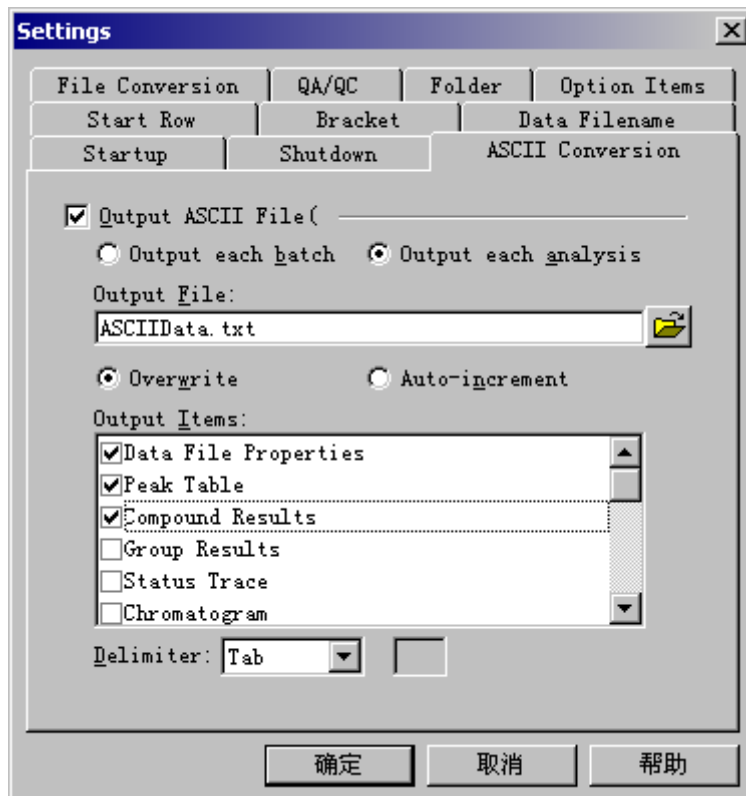 Settings
File Conversion QA/QC Folder Option Items
Start Row Bracket Data Filename
Startup Shutdown ASCII Conversion
Output ASCII File(
Output each batch Output each analysis
Output File:
ASCIIData.txt
Overwrite Auto-increment
Output Items:
Data File Properties
Peak Table
Compound Results
Group Results
Status Trace
Chromatogram
Delimiter: Tab
确定 取消 帮助